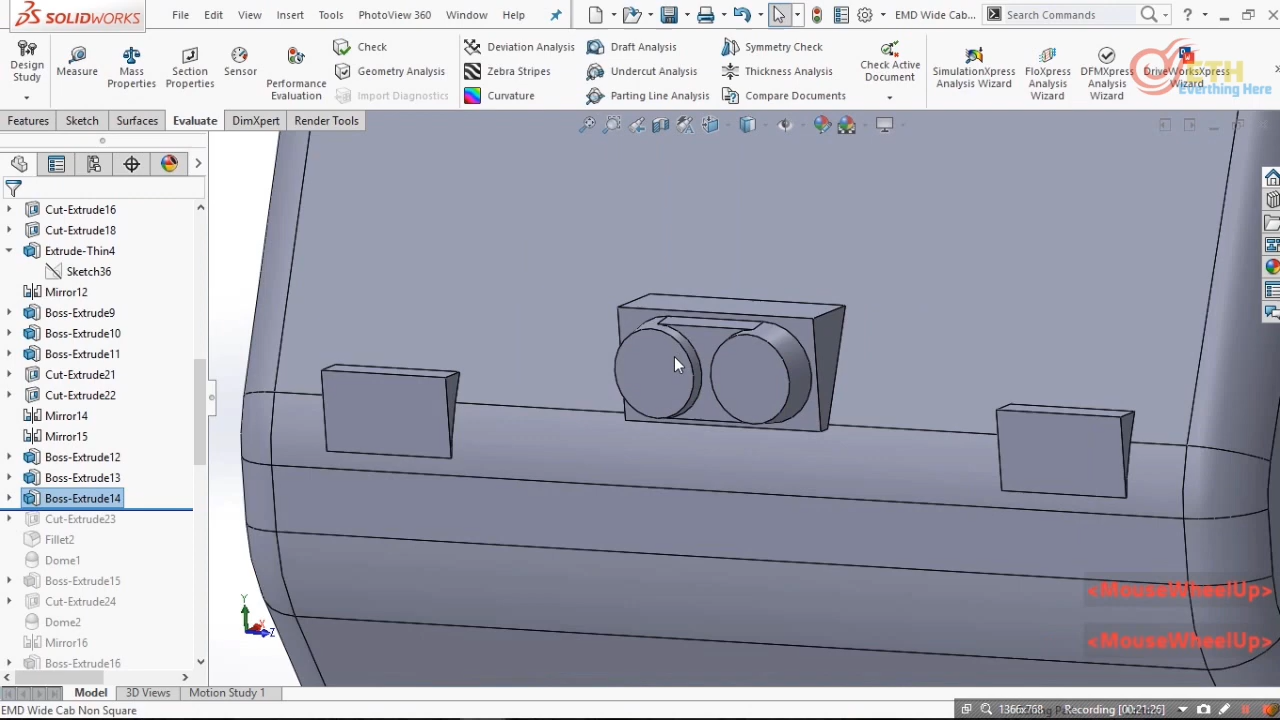 SOLIDWORKS
File
Edit
View
Insert
Tools
PhotoView 360
Window
Help
EMD Wide Cab...
Search Commands
Design Study
Measure
Mass Properties
Section Properties
Sensor
Performance Evaluation
Check
Geometry Analysis
Import Diagnostics
Deviation Analysis
Zebra Stripes
Curvature
Draft Analysis
Undercut Analysis
Parting Line Analysis
Symmetry Check
Thickness Analysis
Compare Documents
Check Active Document
SimulationXpress Analysis Wizard
FloXpress Analysis Wizard
DFMXpress Analysis Wizard
DriveWorksXpress Wizard
ETH
Everthing Here
Features
Sketch
Surfaces
Evaluate
DimXpert
Render Tools
Cut-Extrude16
Cut-Extrude18
Extrude-Thin4
Sketch36
Mirror12
Boss-Extrude9
Boss-Extrude10
Boss-Extrude11
Cut-Extrude21
Cut-Extrude22
Mirror14
Mirror15
Boss-Extrude12
Boss-Extrude13
Boss-Extrude14
Cut-Extrude23
Fillet2
Dome1
Boss-Extrude15
Cut-Extrude24
Dome2
Mirror16
Boss-Extrude16
Y
X
Z
<MouseWheelUp>
<MouseWheelUp>
Model
3D Views
Motion Study 1
EMD Wide Cab Non Square
1366x768
Recording [00:21:26]